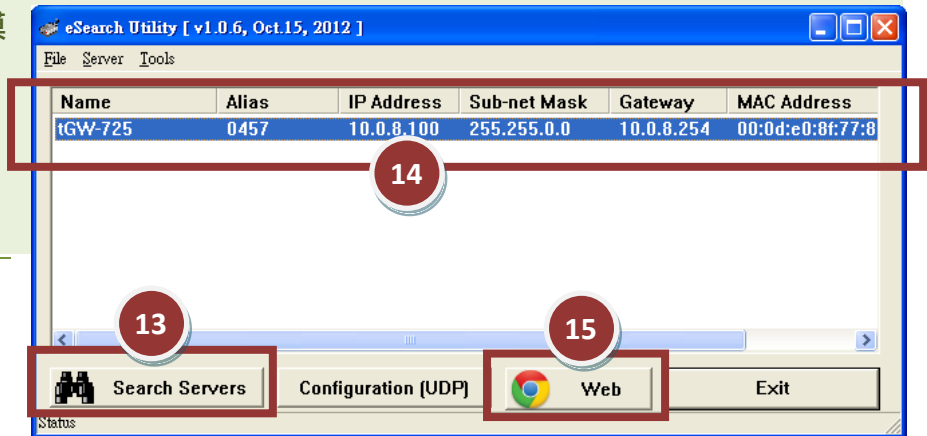 eSearch Utility [ v1.0.6, Oct.15, 2012 ]
File Server Tools
Name Alias IP Address Sub-net Mask Gateway MAC Address
tGW-725 0457 10.0.8.100 255.255.0.0 10.0.8.254 00:0d:e0:8f:77:8
14
13
15
Search Servers Configuration (UDP) Web Exit
Status